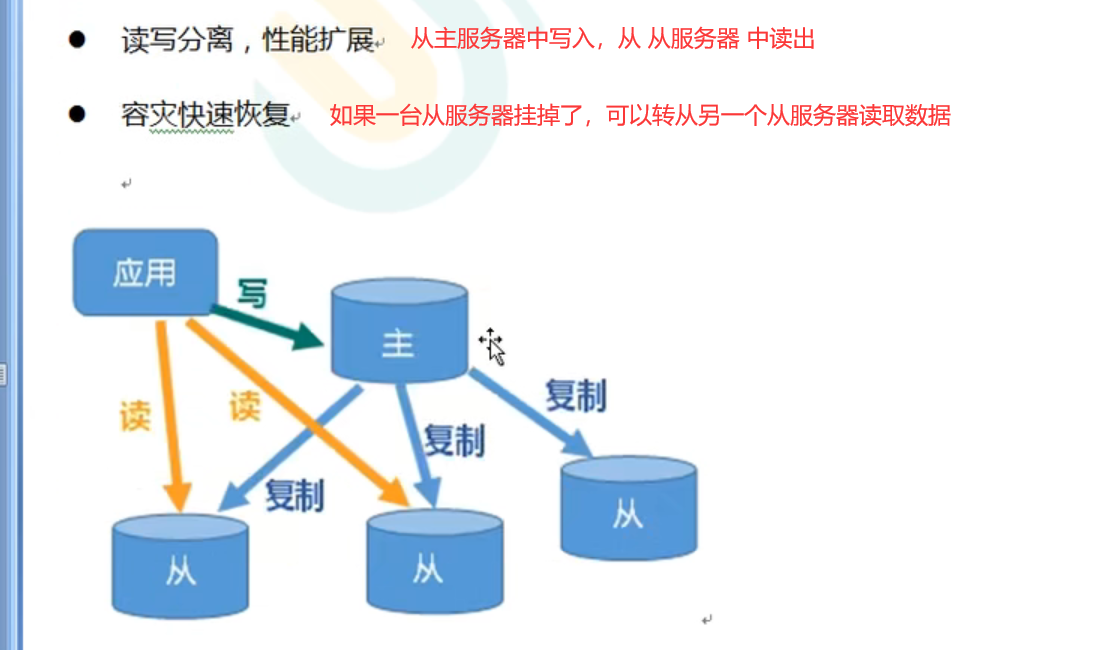 读写分离，性能扩展 从主服务器中写入，从 从服务器 中读出
容灾快速恢复 如果一台从服务器挂掉了，可以转从另一个从服务器读取数据
应用
写
主
读
读
复制
复制
复制
从
从
从